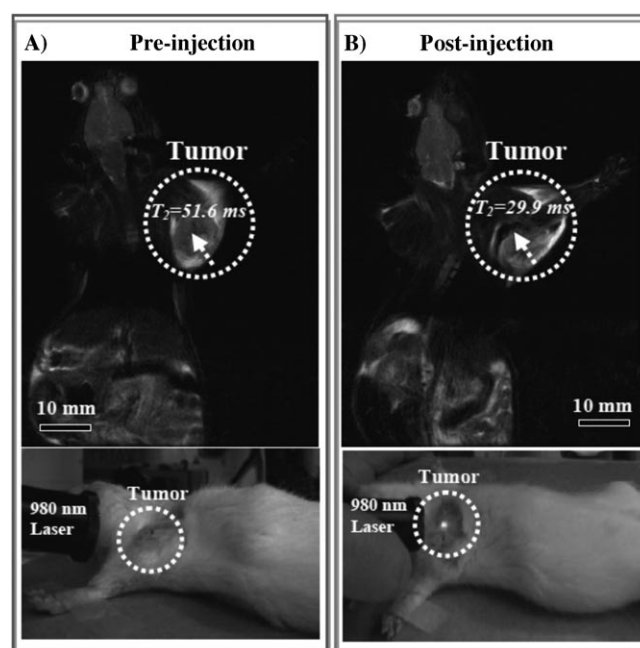 A) Pre-injection
Tumor
T₂=51.6 ms
10 mm
Tumor
980 nm
Laser
B) Post-injection
Tumor
T₂=29.9 ms
10 mm
Tumor
980 nm
Laser